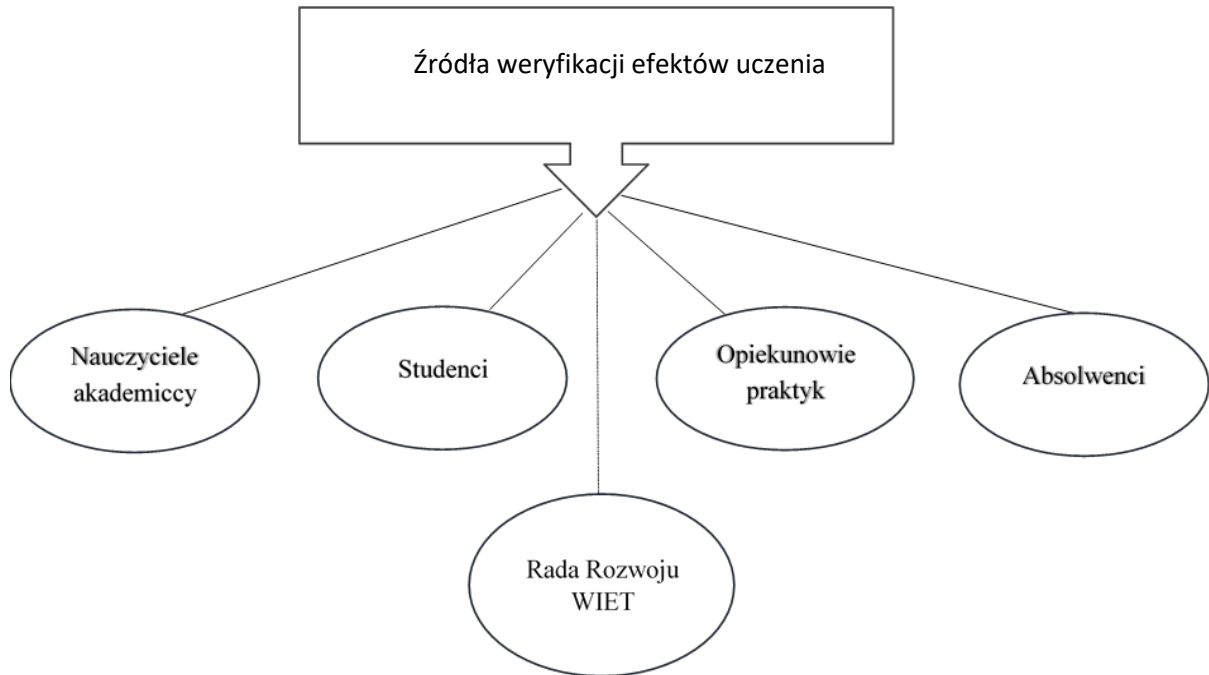 Źródła weryfikacji efektów uczenia
Nauczyciele
akademiccy
Studenci
Opiekunowie
praktyk
Absolwenci
Rada Rozwoju
WIET